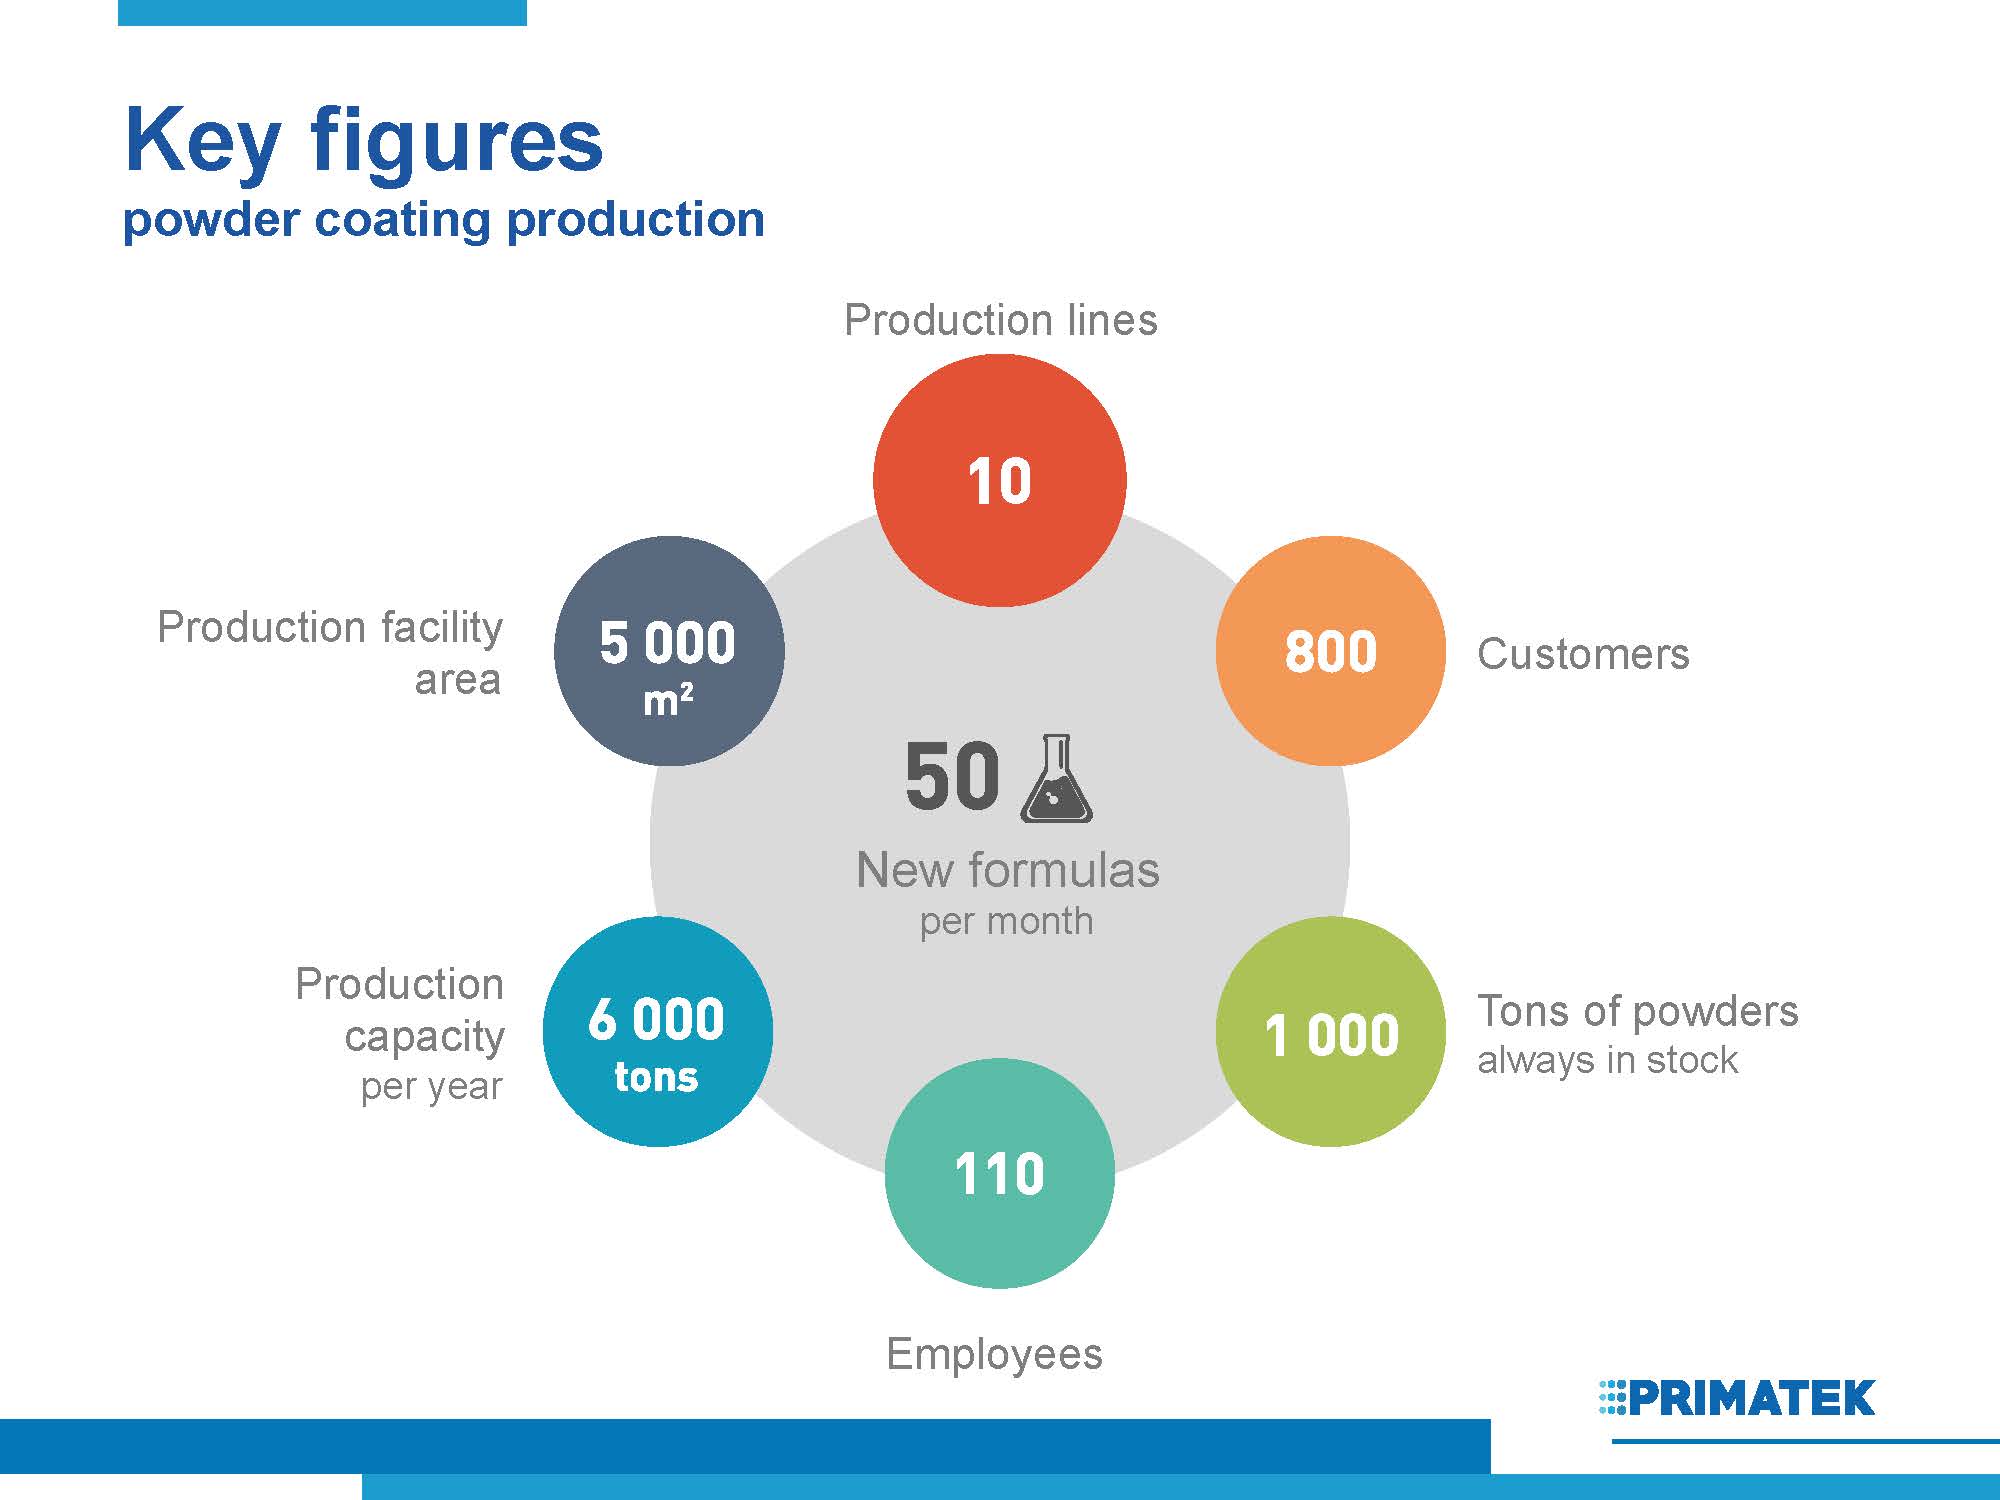 Key figures
powder coating production
Production lines
10
Production facility
area
5 000
m²
800
Customers
50
New formulas
per month
Production
capacity
per year
6 000
tons
1 000
Tons of powders
always in stock
110
Employees
PRIMATEK